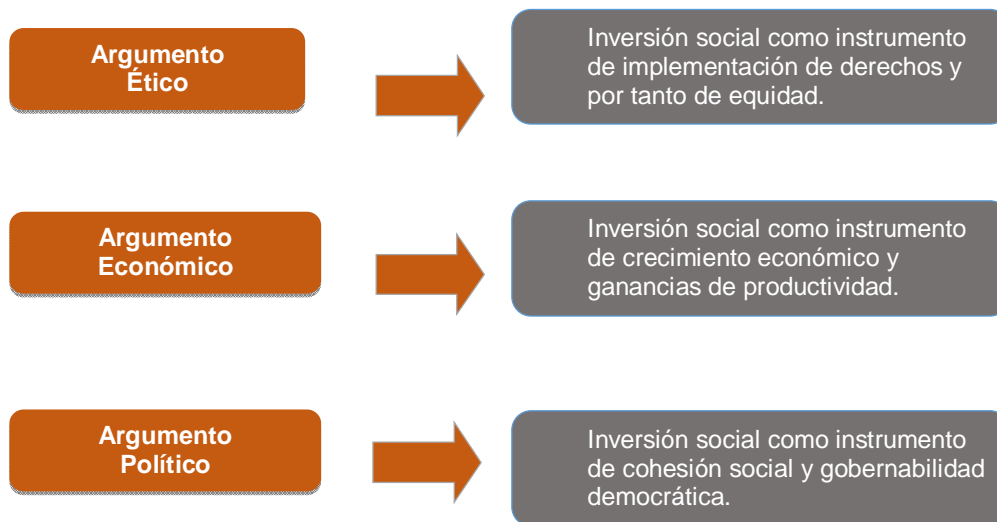 Argumento
Ético
Inversión social como instrumento
de implementación de derechos y
por tanto de equidad.
Argumento
Económico
Inversión social como instrumento
de crecimiento económico y
ganancias de productividad.
Argumento
Político
Inversión social como instrumento
de cohesión social y gobernabilidad
democrática.